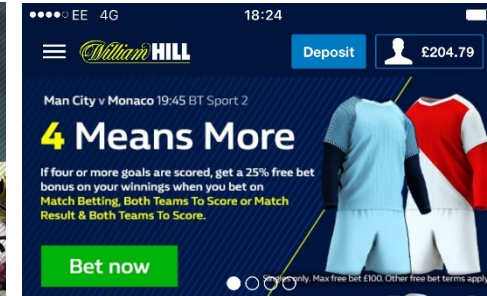 EE 4G 18:24
William HILL Deposit £204.79
Man City v Monaco 19:45 BT Sport 2
4 Means More
If four or more goals are scored, get a 25% free bet
bonus on your winnings when you bet on
Match Betting, Both Teams To Score or Match
Result & Both Teams To Score.
Bet now
Singles only. Max free bet £100. Other free bet terms apply